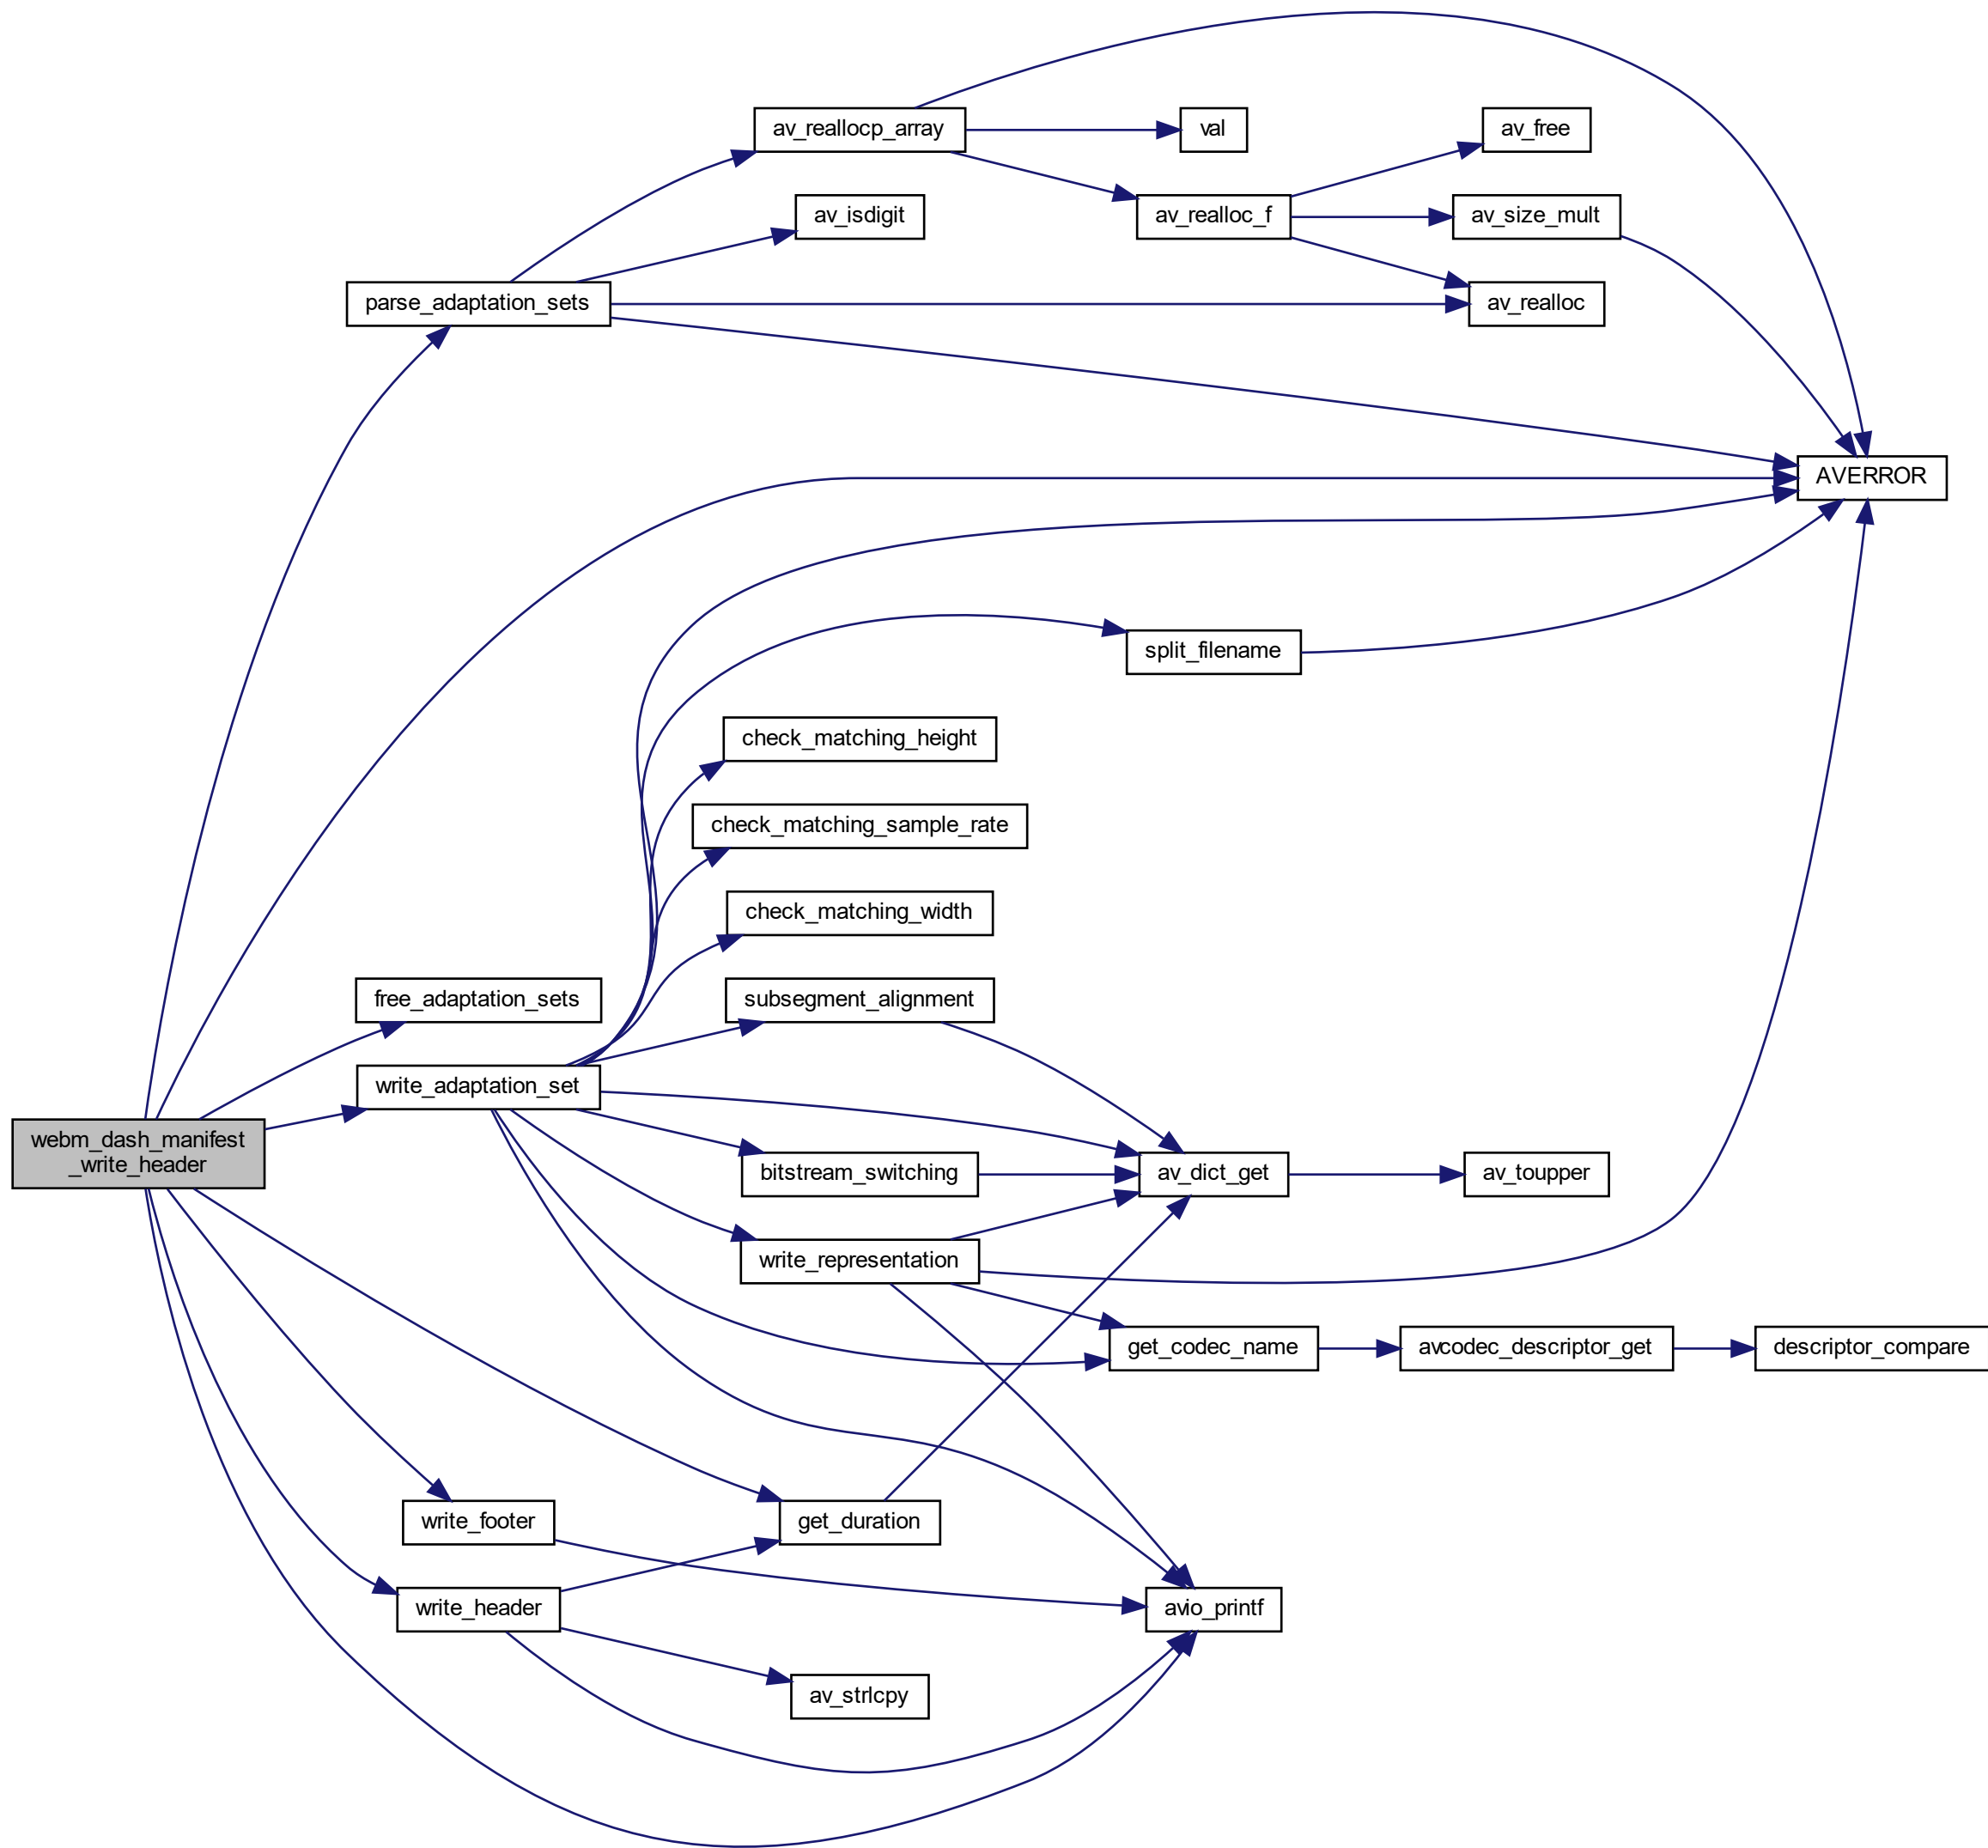 av_reallocp_array
val
av_free
av_isdigit
av_realloc_f
av_size_mult
parse_adaptation_sets
av_realloc
AVERROR
split_filename
check_matching_height
check_matching_sample_rate
check_matching_width
free_adaptation_sets
subsegment_alignment
write_adaptation_set
webm_dash_manifest
_write_header
bitstream_switching
av_dict_get
av_toupper
write_representation
get_codec_name
avcodec_descriptor_get
descriptor_compare
write_footer
get_duration
write_header
avio_printf
av_strlcpy